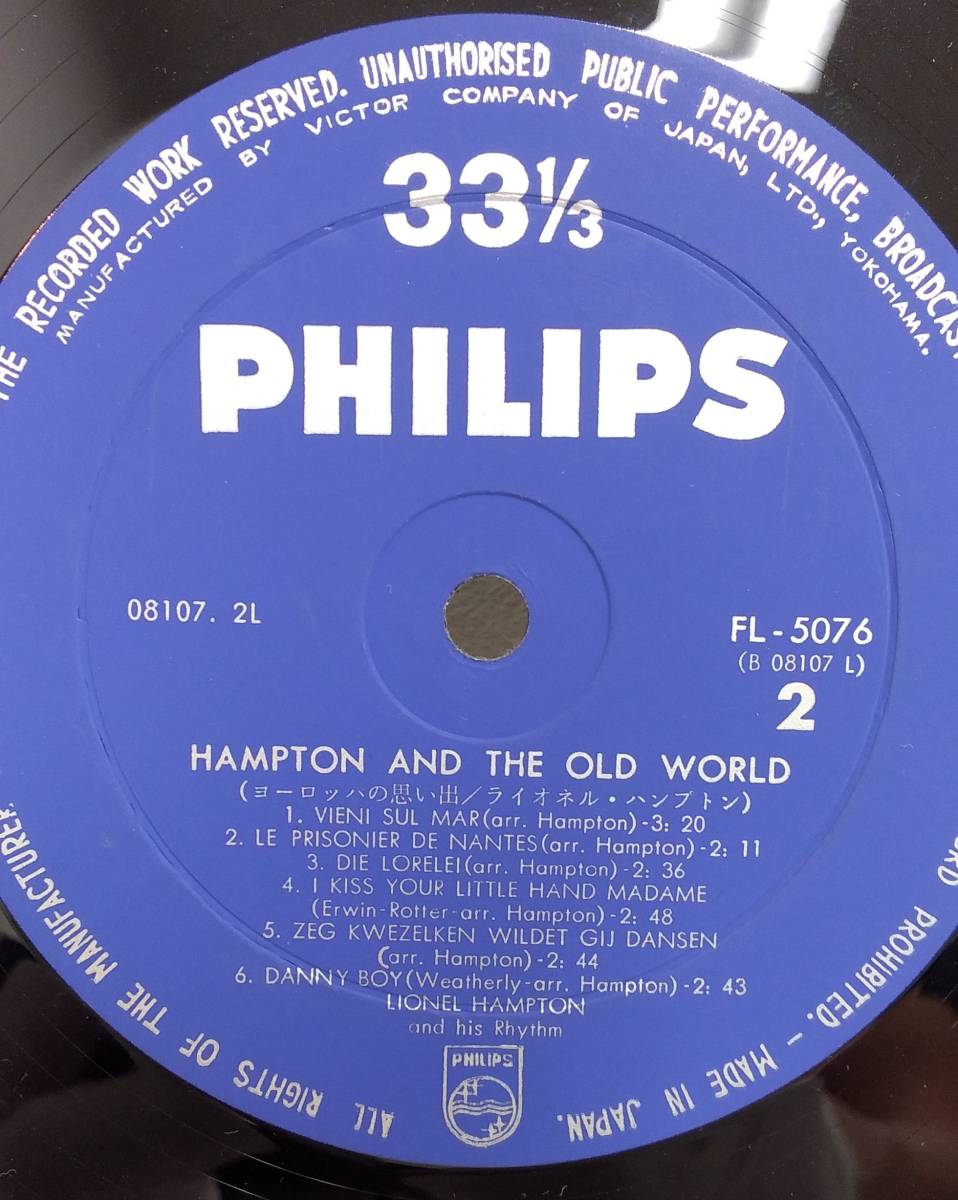 THE RECORDED WORK RESERVED. UNAUTHORISED PUBLIC PERFORMANCE,
MANUFACTURED BY VICTOR COMPANY OF JAPAN, LTD., YOKOHAMA.
33⅓
PHILIPS
08107. 2L
FL-5076
(B 08107 L)
2
HAMPTON AND THE OLD WORLD
(ヨーロッハの思い出/ライオネル・ハンプトン)
1. VIENI SUL MAR(arr. Hampton)-3: 20
2. LE PRISONIER DE NANTES(arr. Hampton)-2: 11
3. DIE LORELEI(arr. Hampton)-2: 36
4. I KISS YOUR LITTLE HAND MADAME
(Erwin-Rotter-arr. Hampton)-2: 48
5. ZEG KWEZELKEN WILDET GIJ DANSEN
(arr. Hampton)-2: 44
6. DANNY BOY(Weatherly-arr. Hampton)-2: 43
LIONEL HAMPTON
and his Rhythm
PHILIPS
PROHIBITED. – MADE IN JAPAN.
ALL RIGHTS OF THE MANUFACTURER